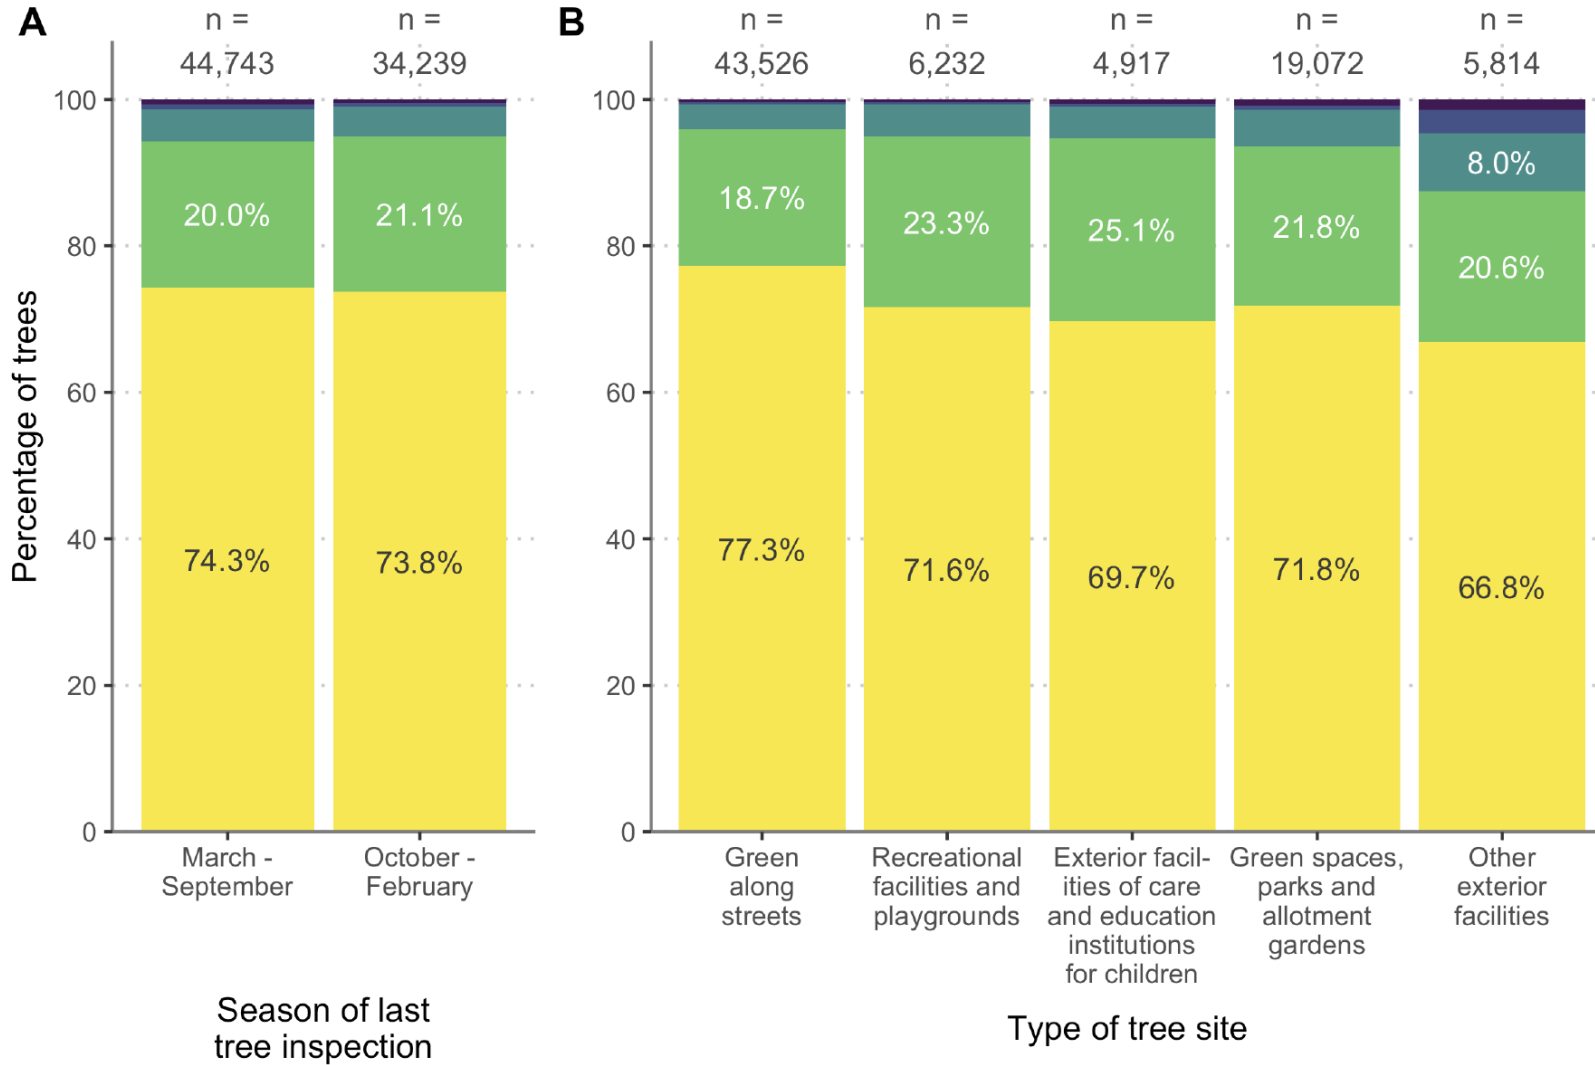 A
n =
44,743
n =
34,239
100
80
60
40
20
0
Percentage of trees
20.0%
21.1%
74.3%
73.8%
March -
September
October -
February
Season of last
tree inspection
B
n =
43,526
n =
6,232
n =
4,917
n =
19,072
n =
5,814
100
80
60
40
20
0
18.7%
23.3%
25.1%
21.8%
8.0%
20.6%
77.3%
71.6%
69.7%
71.8%
66.8%
Green
along
streets
Recreational
facilities and
playgrounds
Exterior facil-
ities of care
and education
institutions
for children
Green spaces,
parks and
allotment
gardens
Other
exterior
facilities
Type of tree site